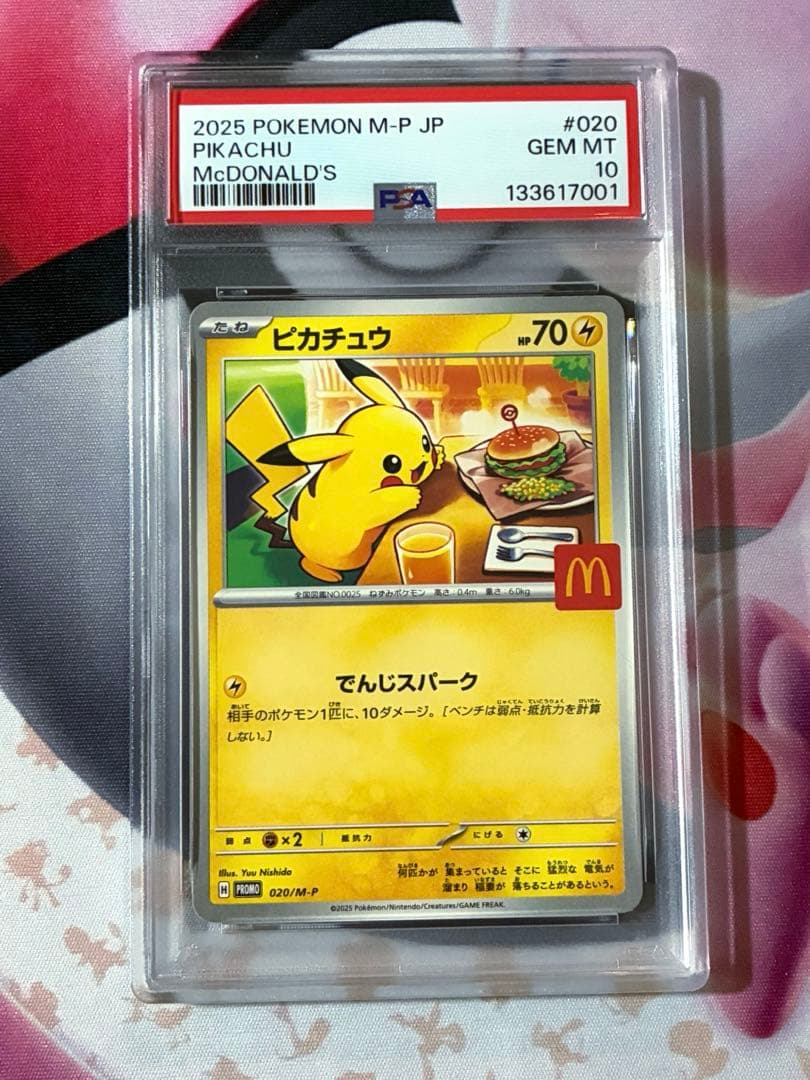 2025 POKEMON M-P JP #020
PIKACHU GEM MT
McDONALD'S 10
PSA 133617001
たね ピカチュウ HP70
M
全国図鑑NO.0025 ねずみポケモン 高さ:0.4m 重さ:6.0kg
でんじスパーク
相手のポケモン1匹に、10ダメージ。[ベンチは弱点・抵抗力を計算
しない。]
弱点 ×2 抵抗力 にげる
Illus. Yuu Nishida
何匹かが 集まっていると そこに 猛烈な 電気が
溜まり 稲妻が 落ちることがあるという。
H PROMO 020/M-P
©2025 Pokémon/Nintendo/Creatures/GAME FREAK.